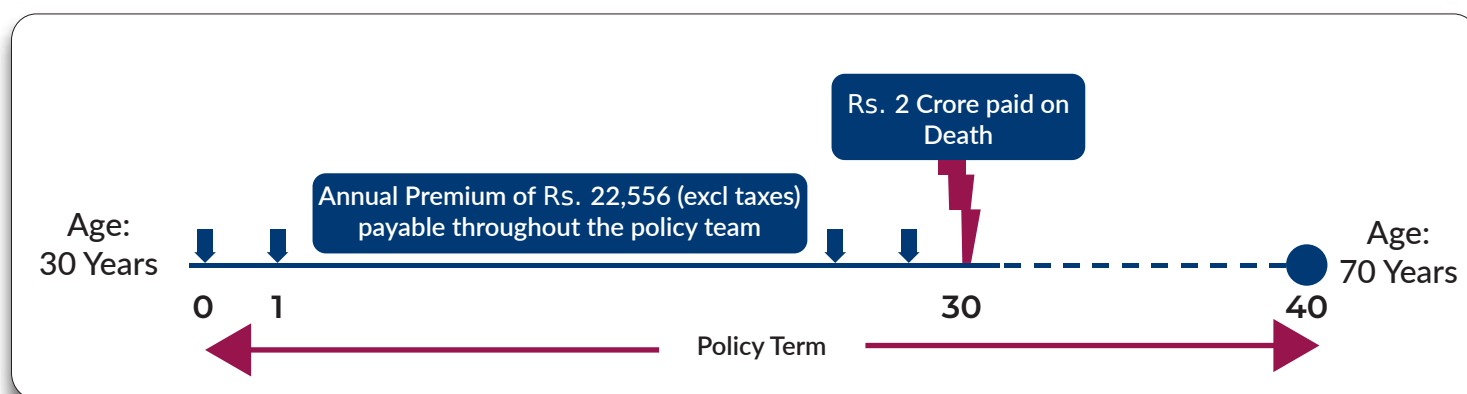 Rs. 2 Crore paid on
Death
Annual Premium of Rs. 22,556 (excl taxes)
payable throughout the policy team
Age:
30 Years
Age:
70 Years
0
1
30
40
Policy Term